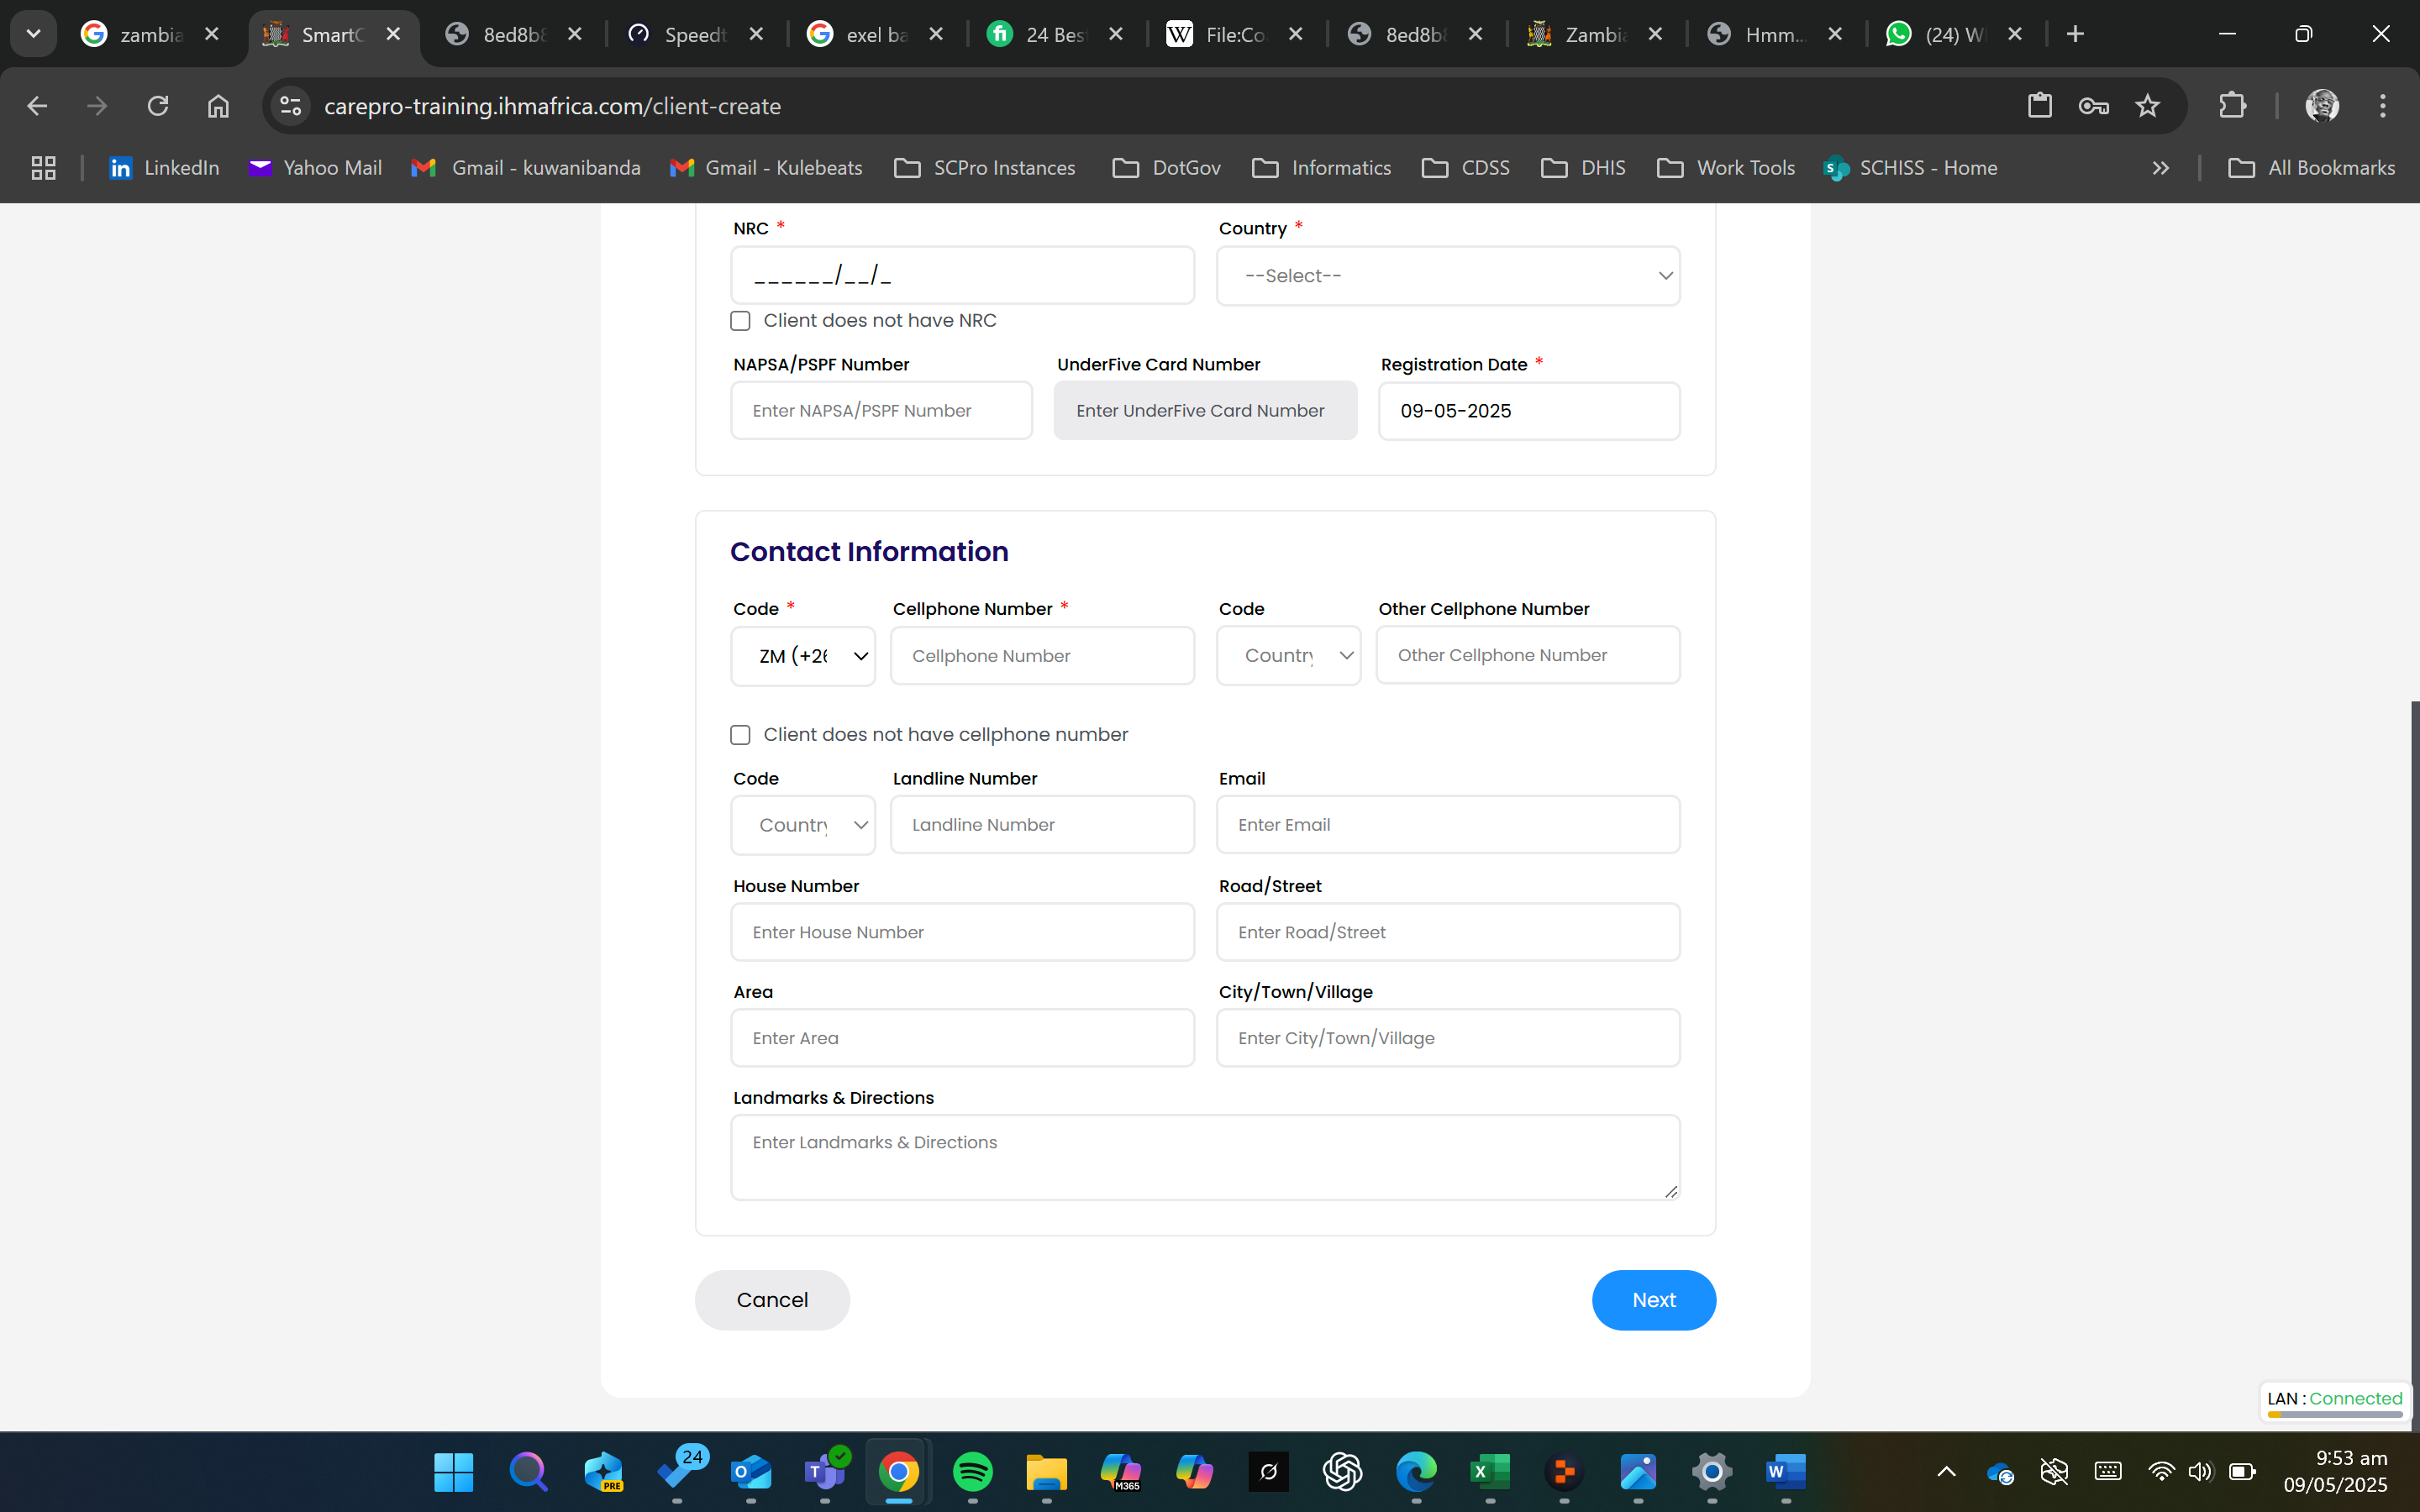 zambia
SmartC
8ed8b8
Speedt
exel ba
24 Bes
File:Co
8ed8b8
Zambia
Hmm...
(24) W
carepro-training.ihmafrica.com/client-create
LinkedIn
Yahoo Mail
Gmail - kuwanibanda
Gmail - Kulebeats
SCPro Instances
DotGov
Informatics
CDSS
DHIS
Work Tools
SCHISS - Home
All Bookmarks
NRC *
Country *
______/__/_
--Select--
Client does not have NRC
NAPSA/PSPF Number
UnderFive Card Number
Registration Date *
Enter NAPSA/PSPF Number
Enter UnderFive Card Number
09-05-2025
Contact Information
Code *
Cellphone Number *
Code
Other Cellphone Number
ZM (+26
Cellphone Number
Country
Other Cellphone Number
Client does not have cellphone number
Code
Landline Number
Email
Country
Landline Number
Enter Email
House Number
Road/Street
Enter House Number
Enter Road/Street
Area
City/Town/Village
Enter Area
Enter City/Town/Village
Landmarks & Directions
Enter Landmarks & Directions
Cancel
Next
LAN : Connected
PRE
24
M365
9:53 am
09/05/2025